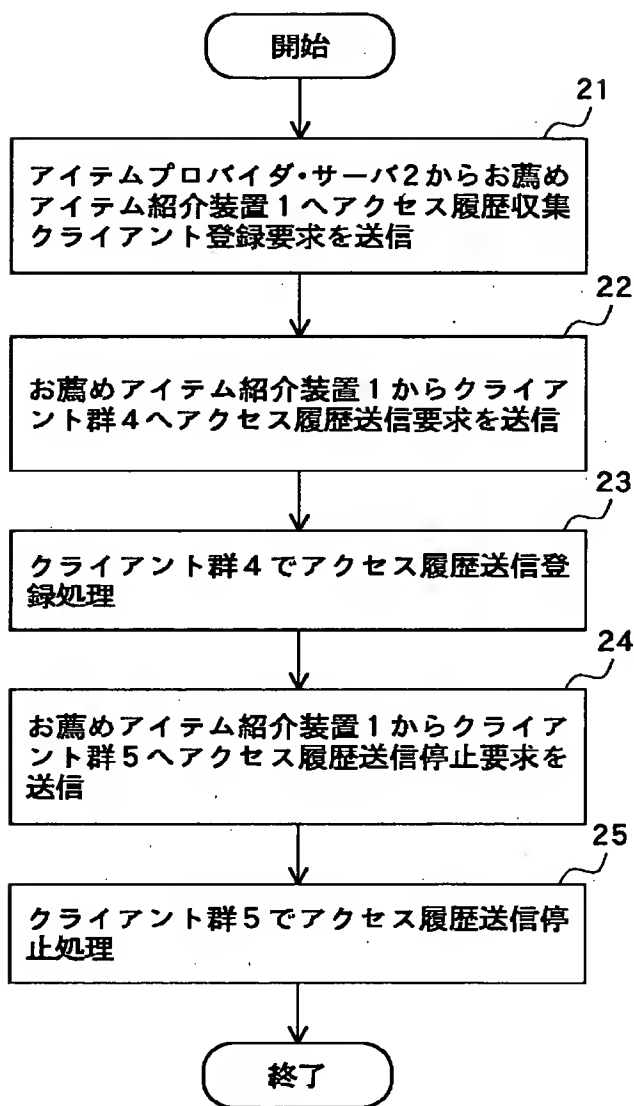 開始
21
アイテムプロバイダ・サーバ2からお薦め
アイテム紹介装置1へアクセス履歴収集
クライアント登録要求を送信
22
お薦めアイテム紹介装置1からクライア
ント群4へアクセス履歴送信要求を送信
23
クライアント群4でアクセス履歴送信登
録処理
24
お薦めアイテム紹介装置1からクライア
ント群5へアクセス履歴送信停止要求を
送信
25
クライアント群5でアクセス履歴送信停
止処理
終了